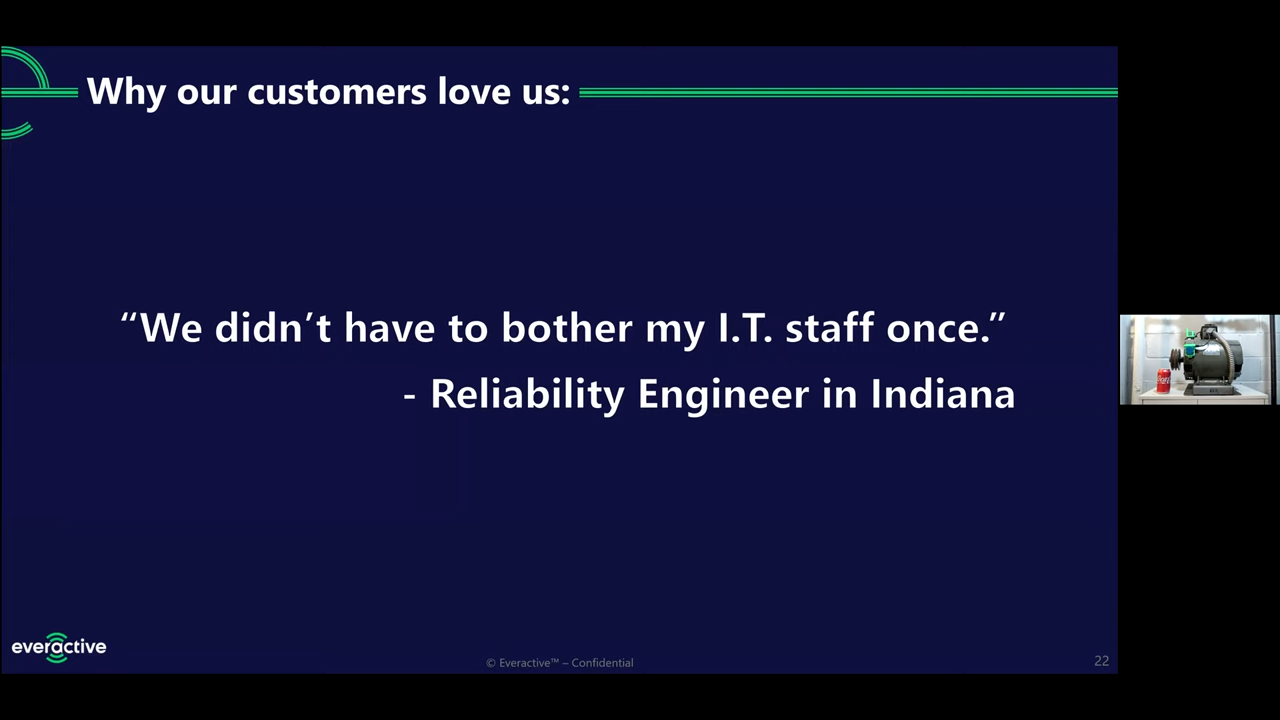 Why our customers love us:
“We didn’t have to bother my I.T. staff once.”
- Reliability Engineer in Indiana
everactive
© Everactive™ – Confidential
22